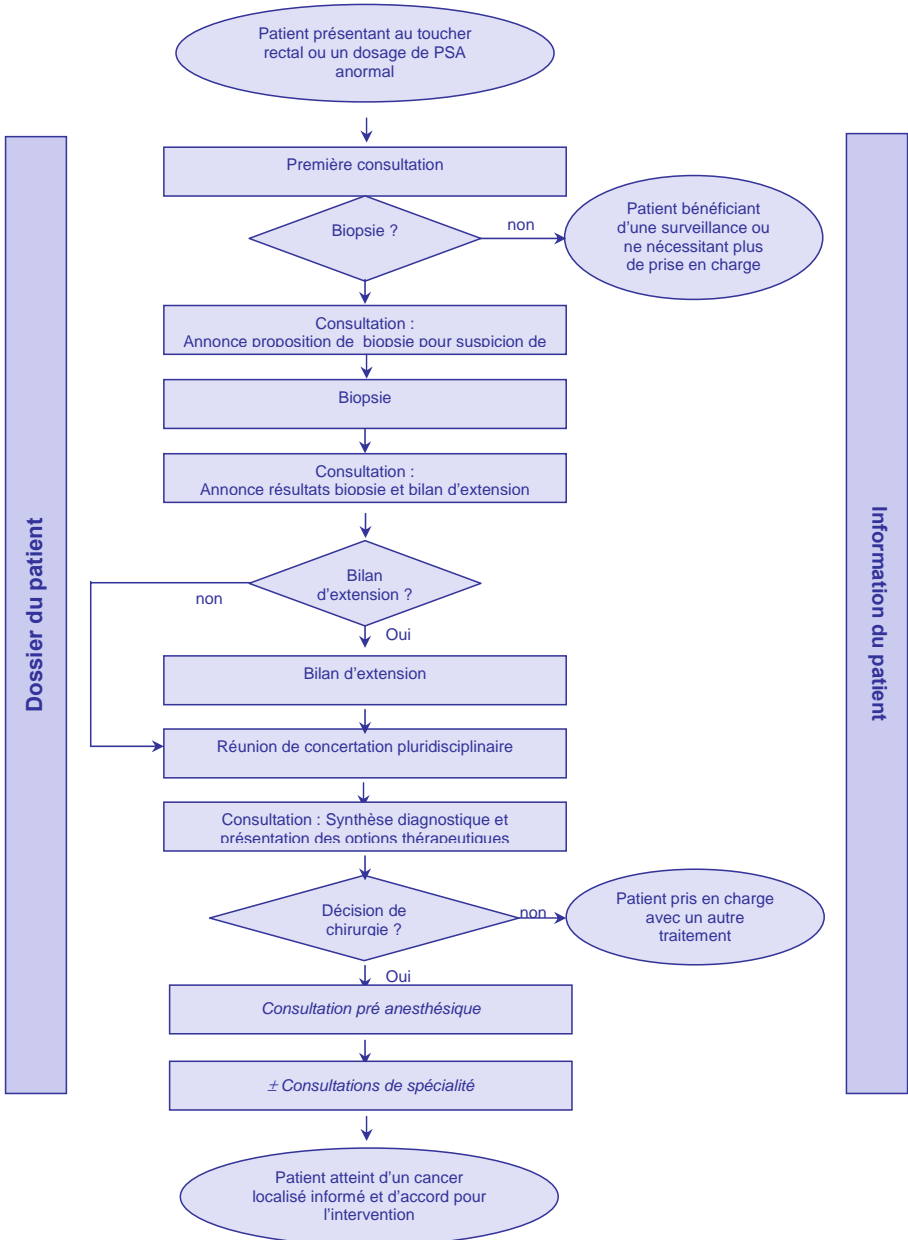 Patient présentant au toucher
rectal ou un dosage de PSA
anormal
Dossier du patient
Information du patient
Première consultation
Biopsie ?
non
Patient bénéficiant
d'une surveillance ou
ne nécessitant plus
de prise en charge
Consultation :
Annonce proposition de biopsie pour suspicion de
Biopsie
Consultation :
Annonce résultats biopsie et bilan d'extension
Bilan
d'extension ?
non
Oui
Bilan d'extension
Réunion de concertation pluridisciplinaire
Consultation : Synthèse diagnostique et
présentation des options thérapeutiques
Décision de
chirurgie ?
non
Patient pris en charge
avec un autre
traitement
Oui
Consultation pré anesthésique
± Consultations de spécialité
Patient atteint d'un cancer
localisé informé et d'accord pour
l'intervention